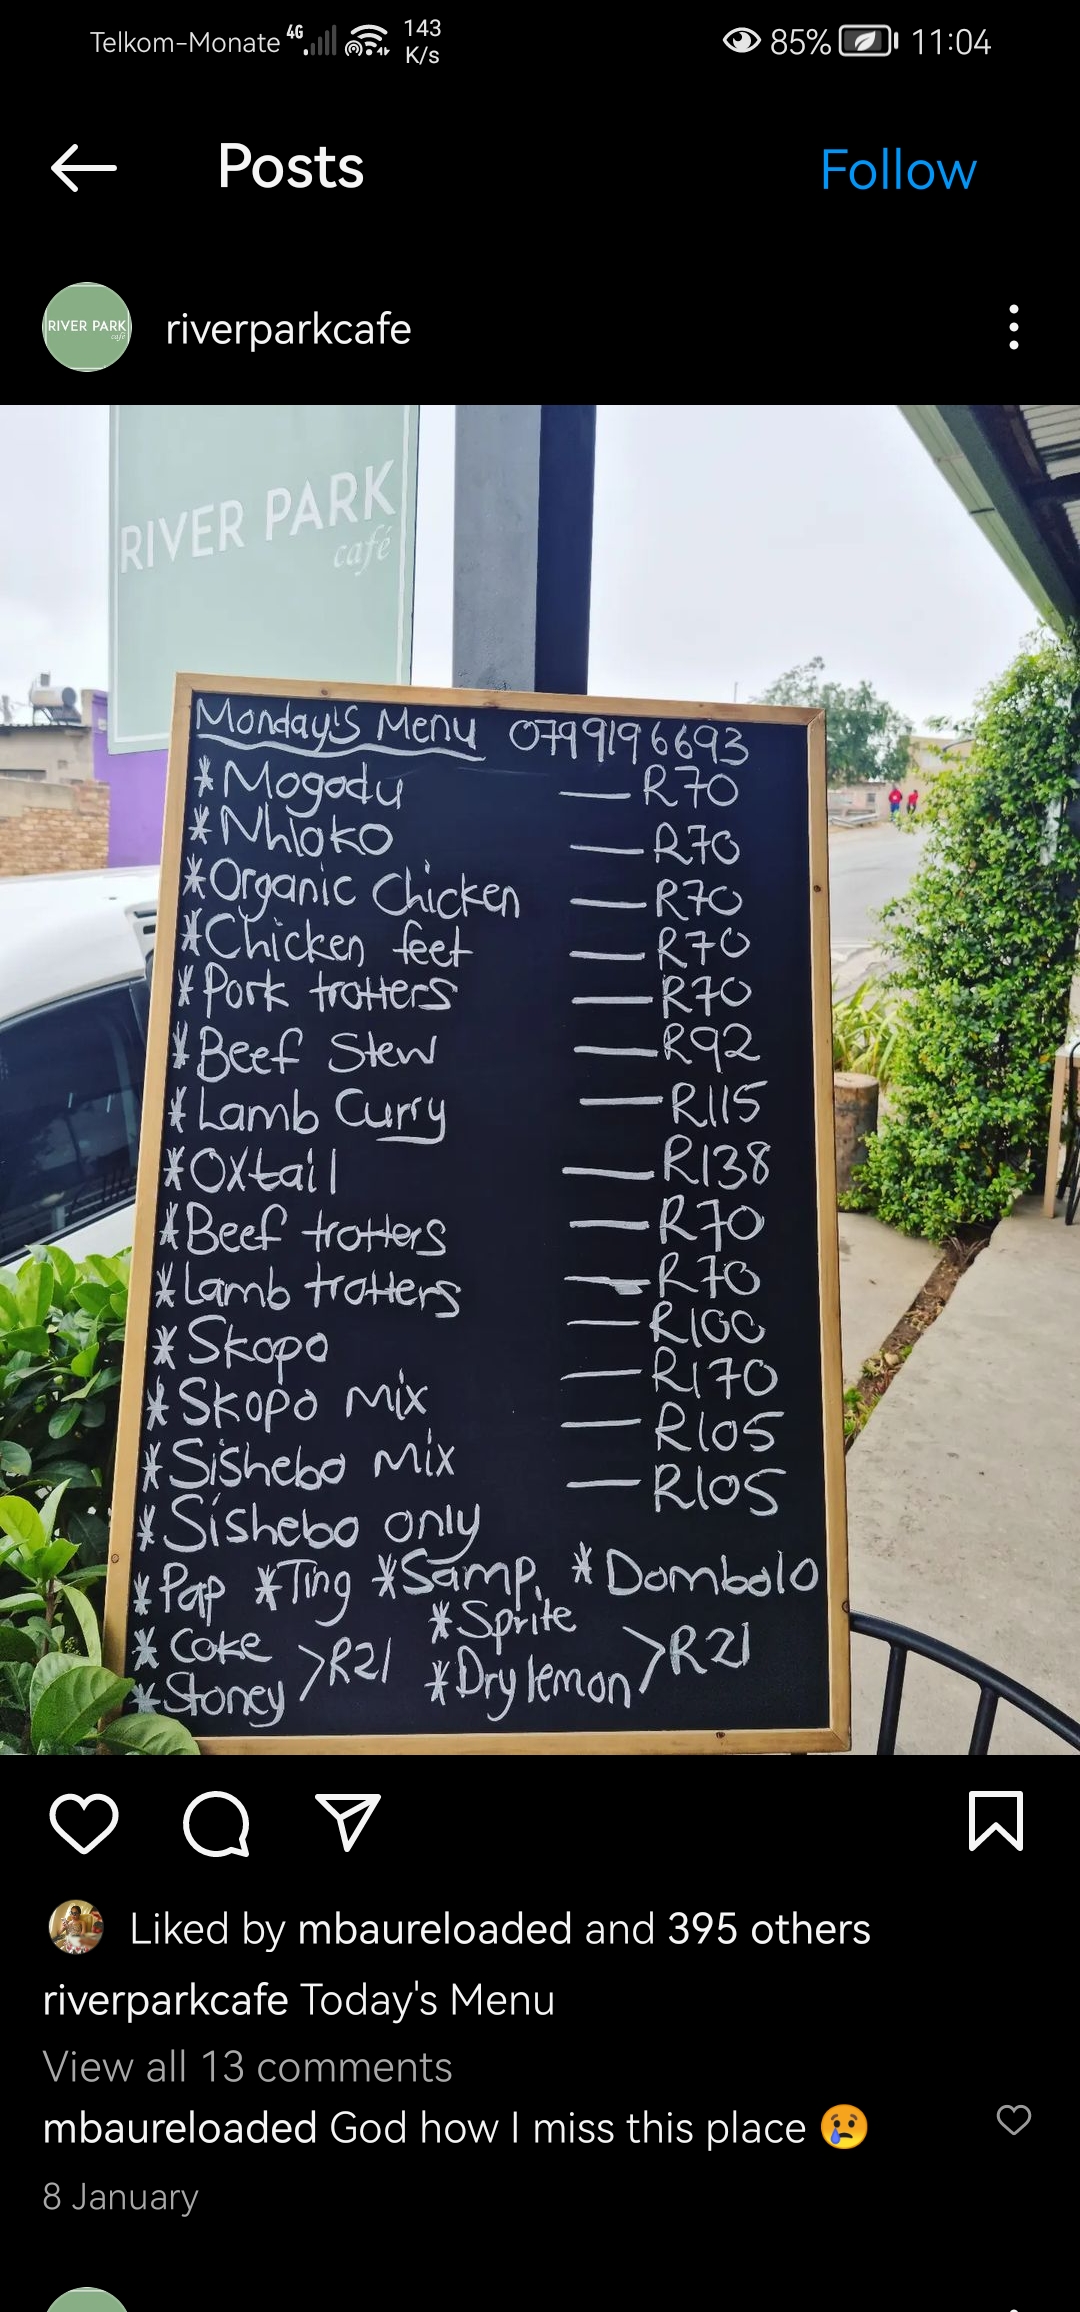 Telkom-Monate 4G 143 K/s 85% 11:04
Posts Follow
RIVER PARK
café
riverparkcafe
RIVER PARK
café
Monday's Menu 0799196693
*Mogodu — R70
*Nhloko — R70
*Organic Chicken — R70
*Chicken feet — R70
*Pork trotters — R70
*Beef Stew — R92
*Lamb Curry — R115
*Oxtail — R138
*Beef trotters — R70
*Lamb trotters — R70
*Skopo — R100
*Skopo Mix — R170
*Sishebo Mix — R105
*Sishebo only — R105
*Pap *Ting *Samp. *Dombolo
*Coke *Sprite
>R21 >R21
*Stoney *Dry lemon
Liked by mbaureloaded and 395 others
riverparkcafe Today's Menu
View all 13 comments
mbaureloaded God how I miss this place 😢
8 January